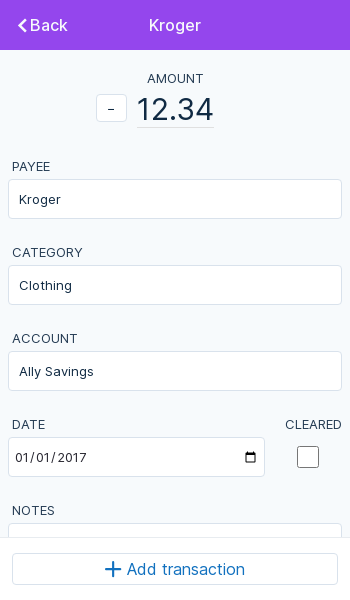 Back
Kroger
AMOUNT
- 12.34
PAYEE
Kroger
CATEGORY
Clothing
ACCOUNT
Ally Savings
DATE CLEARED
01/01/2017
NOTES
Add transaction